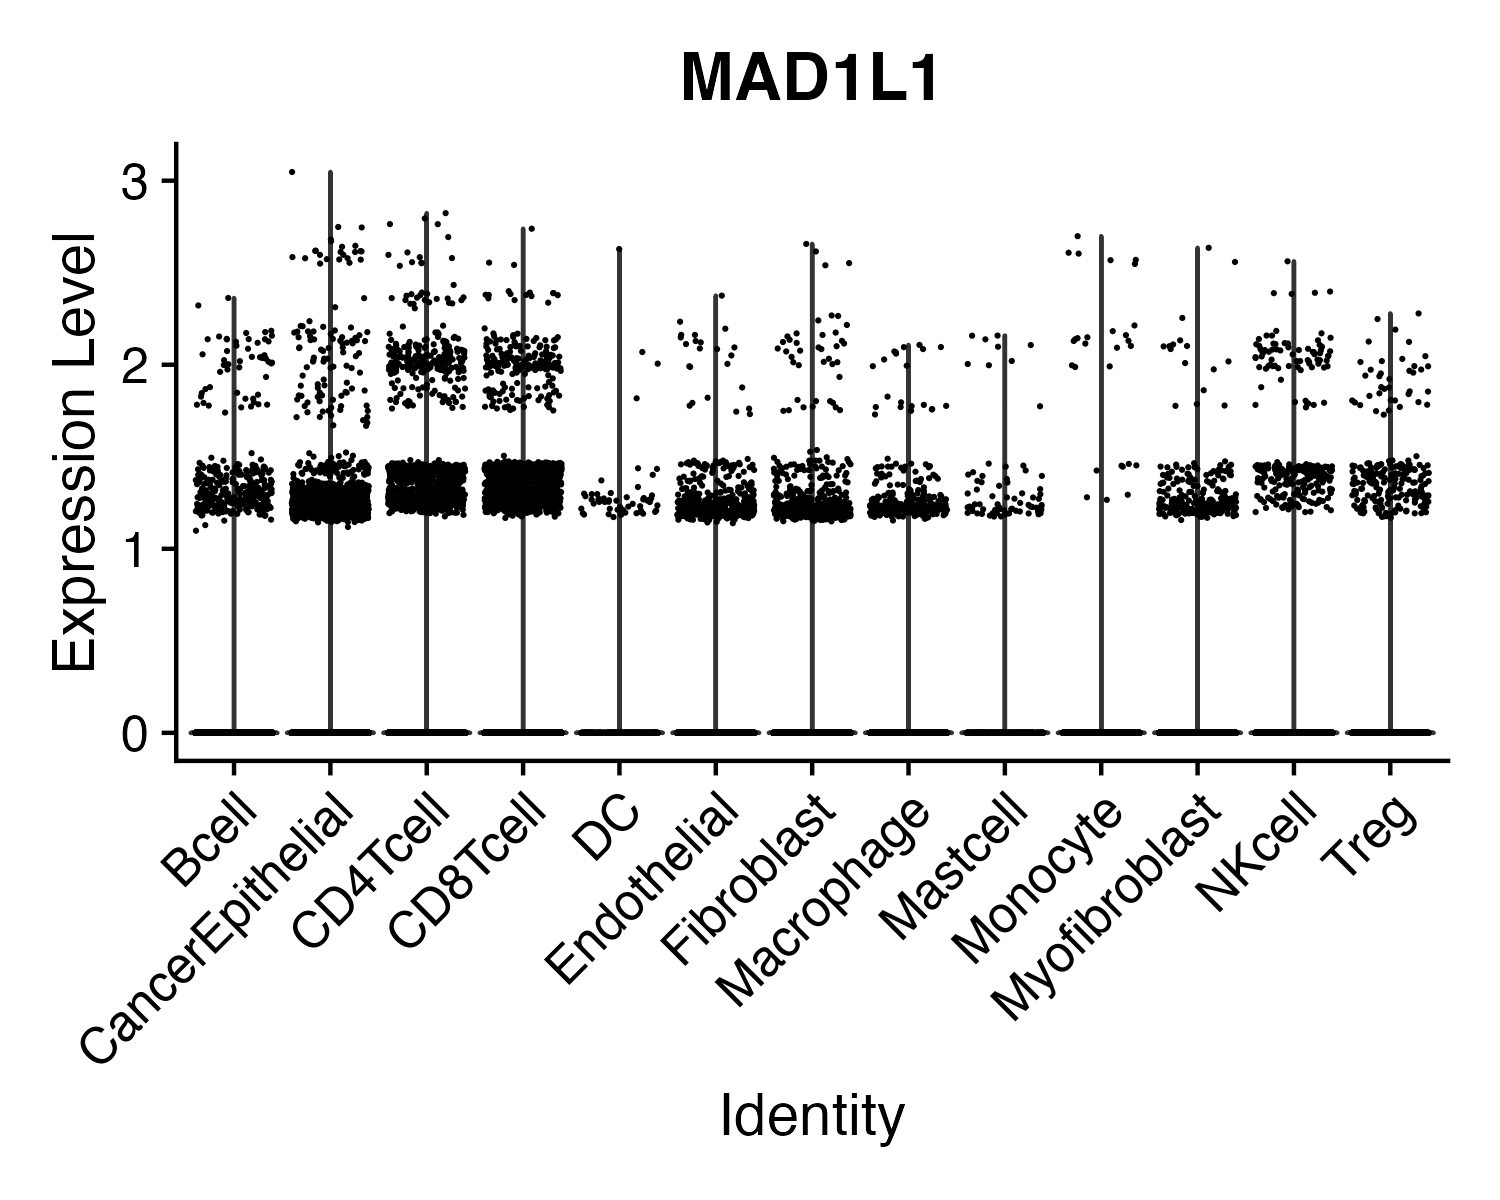 MAD1L1
Expression Level
3
2
1
0
Bcell
CancerEpithelial
CD4Tcell
CD8Tcell
DC
Endothelial
Fibroblast
Macrophage
Mastcell
Monocyte
Myofibroblast
NKcell
Treg
Identity